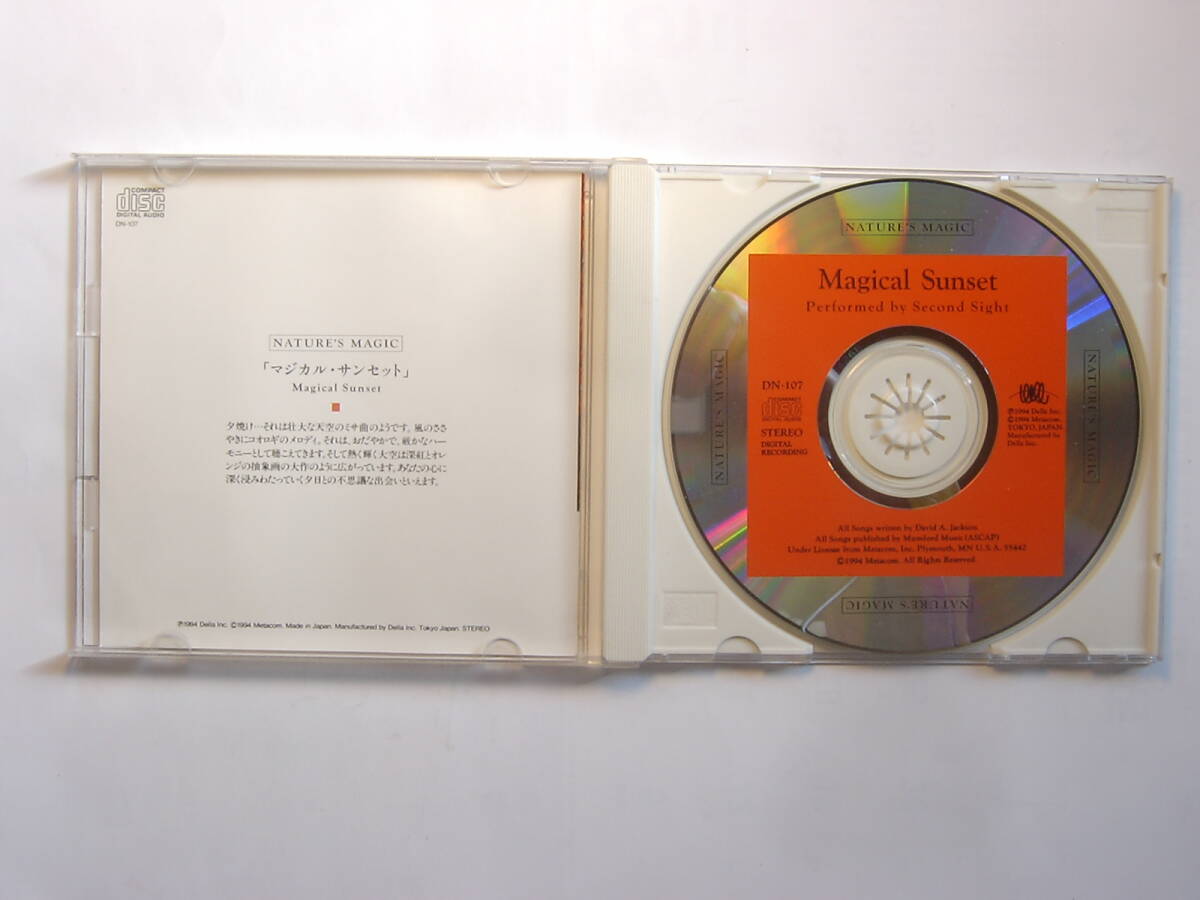 COMPACT
disc
DIGITAL AUDIO
DN-107
NATURE'S MAGIC
「マジカル・サンセット」
Magical Sunset
夕焼け…それは壮大な天空のミサ曲のようです。風のささ
やきにコオロギのメロディ。それは、おだやかで、厳かなハー
モニーとして聴こえてきます。そして熱く輝く大空は深紅とオレ
ンジの抽象画の大作のように広がっています。あなたの心に
深く浸みわたっていく夕日との不思議な出会いといえます。
℗1994 Della Inc. ©1994 Metacom. Made in Japan. Manufactured by Della Inc. Tokyo Japan. STEREO
NATURE'S MAGIC
Magical Sunset
Performed by Second Sight
NATURE'S MAGIC
NATURE'S MAGIC
DN-107
COMPACT
disc
DIGITAL AUDIO
STEREO
DIGITAL
RECORDING
℗1994 Della Inc.
©1994 Metacom.
TOKYO, JAPAN
Manufactured by
Della Inc.
All Songs written by David A. Jackson.
All Songs published by Mumford Music (ASCAP)
Under License from Metacom, Inc. Plymouth, MN U.S.A. 55442
©1994 Metacom. All Rights Reserved.
NATURE'S MAGIC